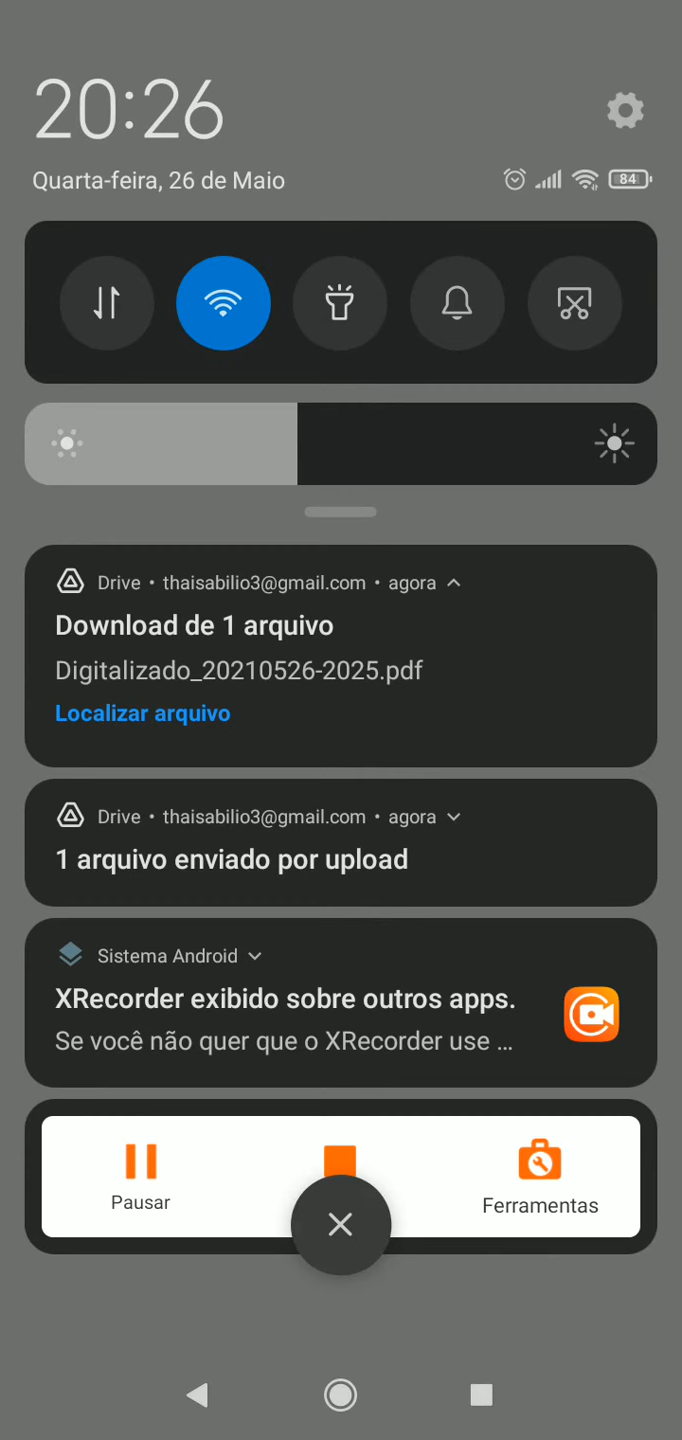 20:26
Quarta-feira, 26 de Maio
84
Drive • thaisabilio3@gmail.com • agora
Download de 1 arquivo
Digitalizado_20210526-2025.pdf
Localizar arquivo
Drive • thaisabilio3@gmail.com • agora
1 arquivo enviado por upload
Sistema Android
XRecorder exibido sobre outros apps.
Se você não quer que o XRecorder use ...
Pausar
Ferramentas